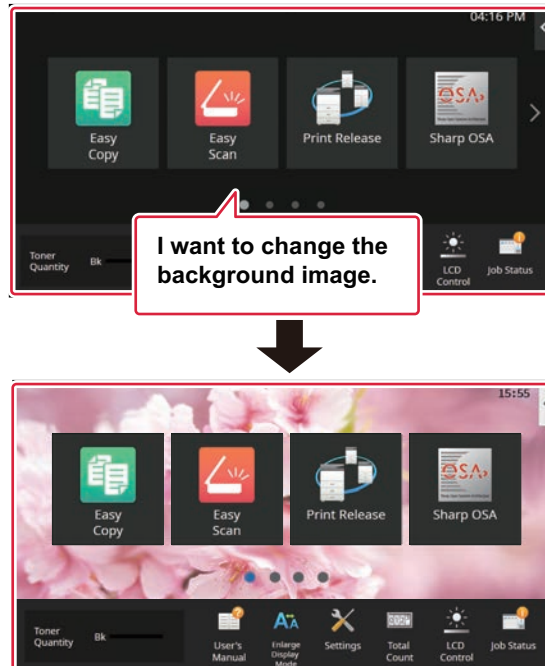 04:16 PM
Easy
Copy
Easy
Scan
Print Release
OSA
Sharp OSA
I want to change the
background image.
Toner
Quantity
Bk
LCD
Control
Job Status
15:55
Easy
Copy
Easy
Scan
Print Release
OSA
Sharp OSA
Toner
Quantity
Bk
User's
Manual
Enlarge
Display
Mode
Settings
Total
Count
LCD
Control
Job Status